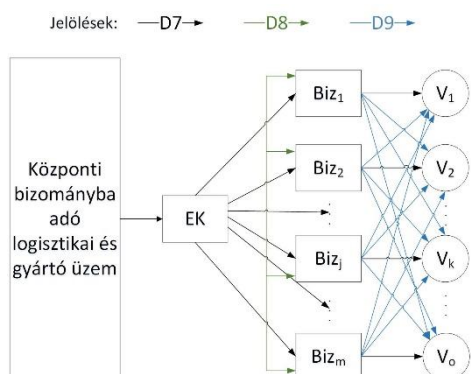 Jelölések: D7 D8 D9
Központi
bizományba
adó
logisztikai és
gyártó üzem
EK
Biz1
Biz2
Bizj
Bizm
V1
V2
Vk
Vo